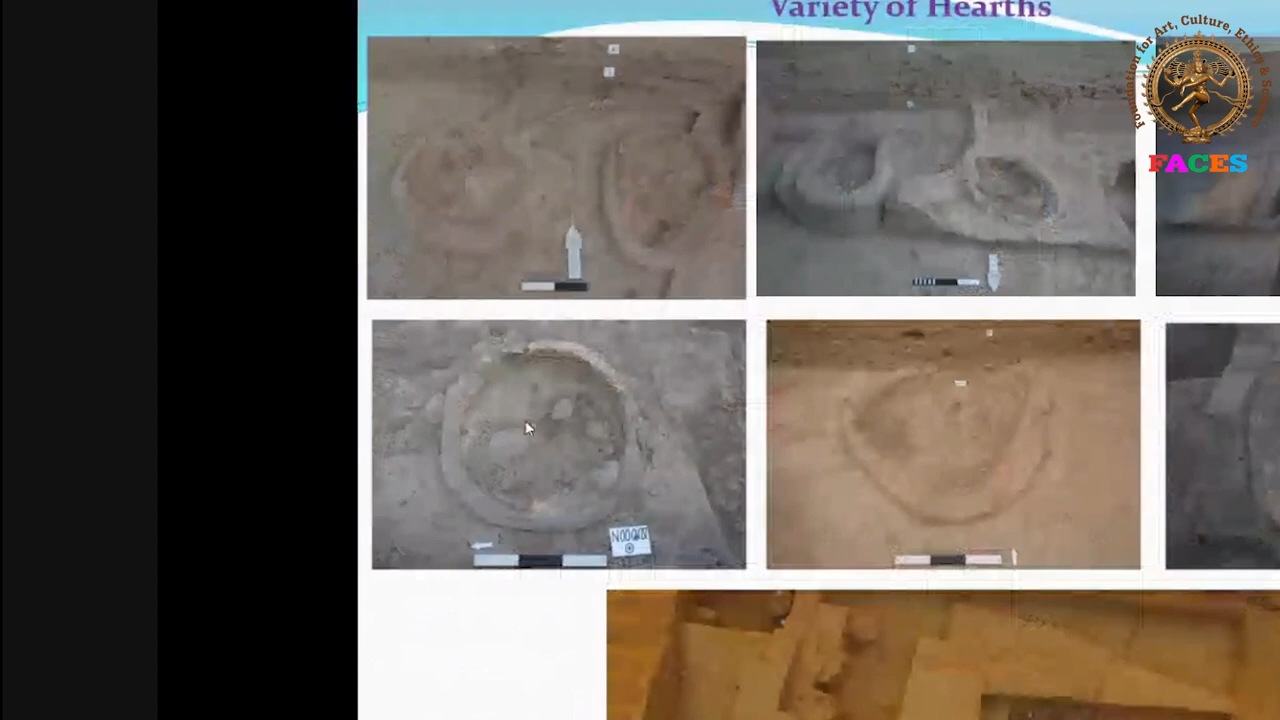 Variety of Hearths
Foundation for Art, Culture, Ethics & Science
FACES